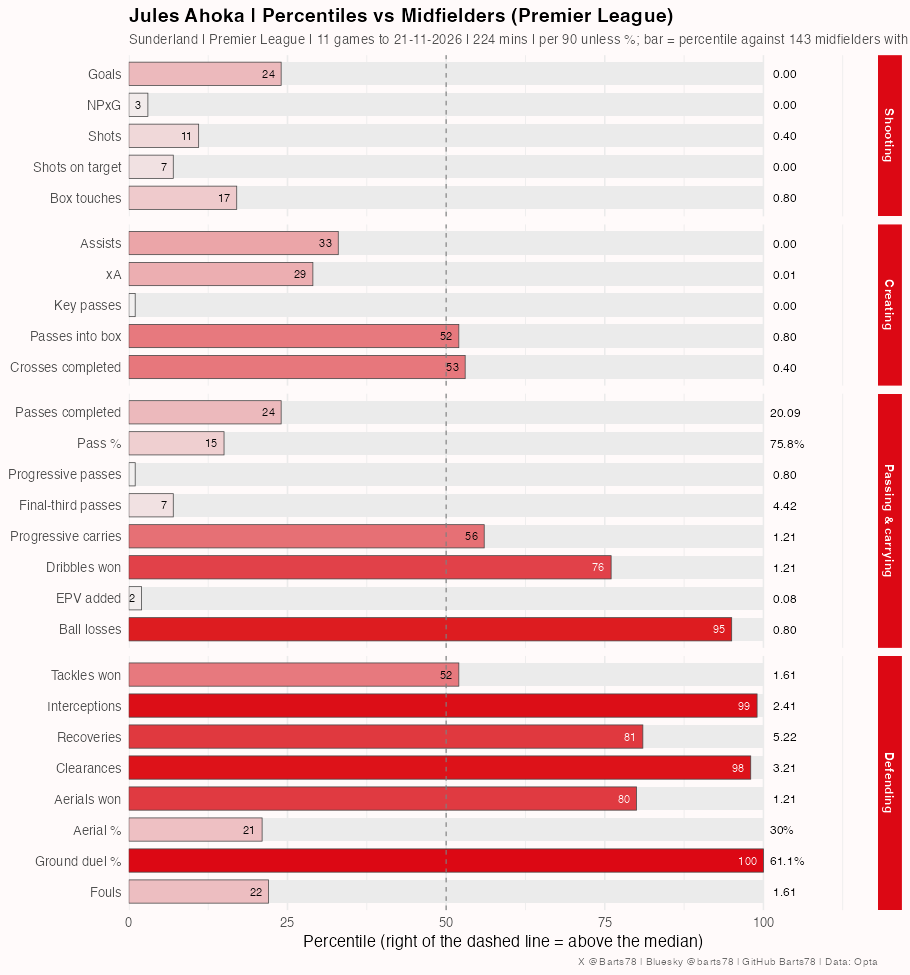 Jules Ahoka | Percentiles vs Midfielders (Premier League)
Sunderland | Premier League | 11 games to 21-11-2026 | 224 mins | per 90 unless %; bar = percentile against 143 midfielders with
Goals 24 0.00
NPxG 3 0.00
Shots 11 0.40
Shots on target 7 0.00
Box touches 17 0.80
Shooting
Assists 33 0.00
xA 29 0.01
Key passes 0.00
Passes into box 52 0.80
Crosses completed 53 0.40
Creating
Passes completed 24 20.09
Pass % 15 75.8%
Progressive passes 0.80
Final-third passes 7 4.42
Progressive carries 56 1.21
Dribbles won 76 1.21
EPV added 2 0.08
Ball losses 95 0.80
Passing & carrying
Tackles won 52 1.61
Interceptions 99 2.41
Recoveries 81 5.22
Clearances 98 3.21
Aerials won 80 1.21
Aerial % 21 30%
Ground duel % 100 61.1%
Fouls 22 1.61
Defending
0 25 50 75 100
Percentile (right of the dashed line = above the median)
X @Barts78 | Bluesky @barts78 | GitHub Barts78 | Data: Opta